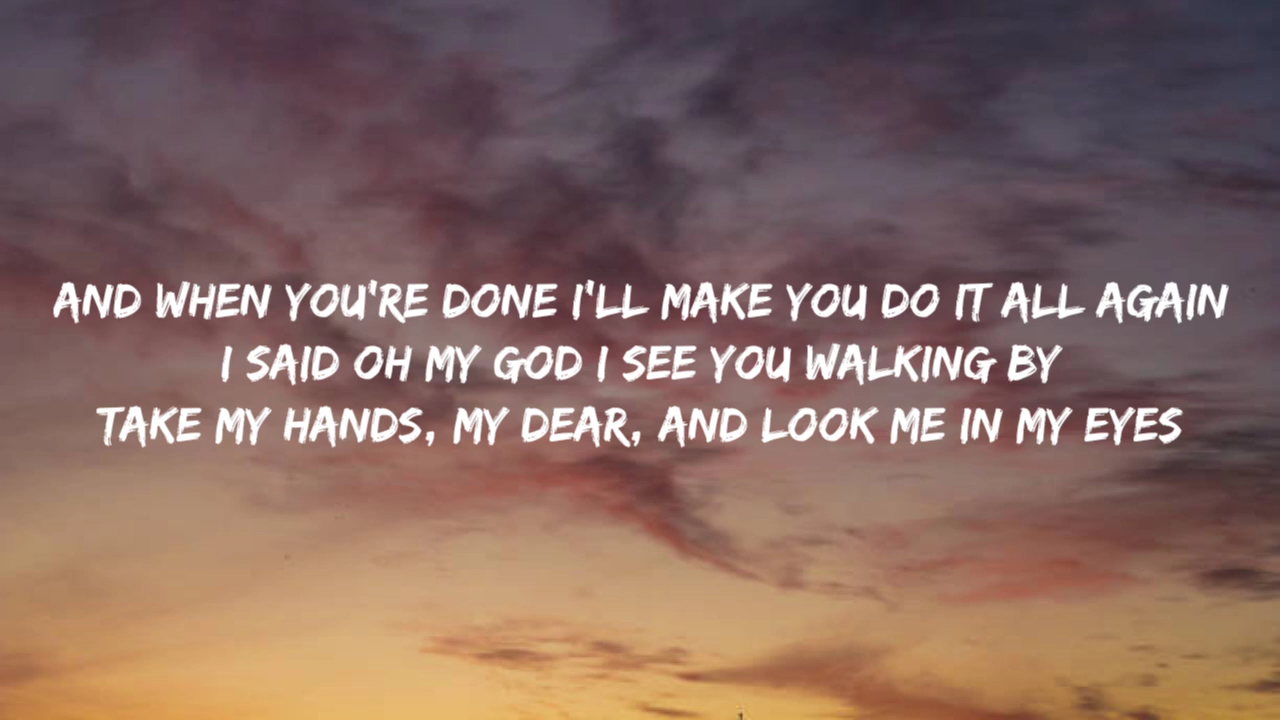 AND WHEN YOU'RE DONE I'LL MAKE YOU DO IT ALL AGAIN
I SAID OH MY GOD I SEE YOU WALKING BY
TAKE MY HANDS, MY DEAR, AND LOOK ME IN MY EYES